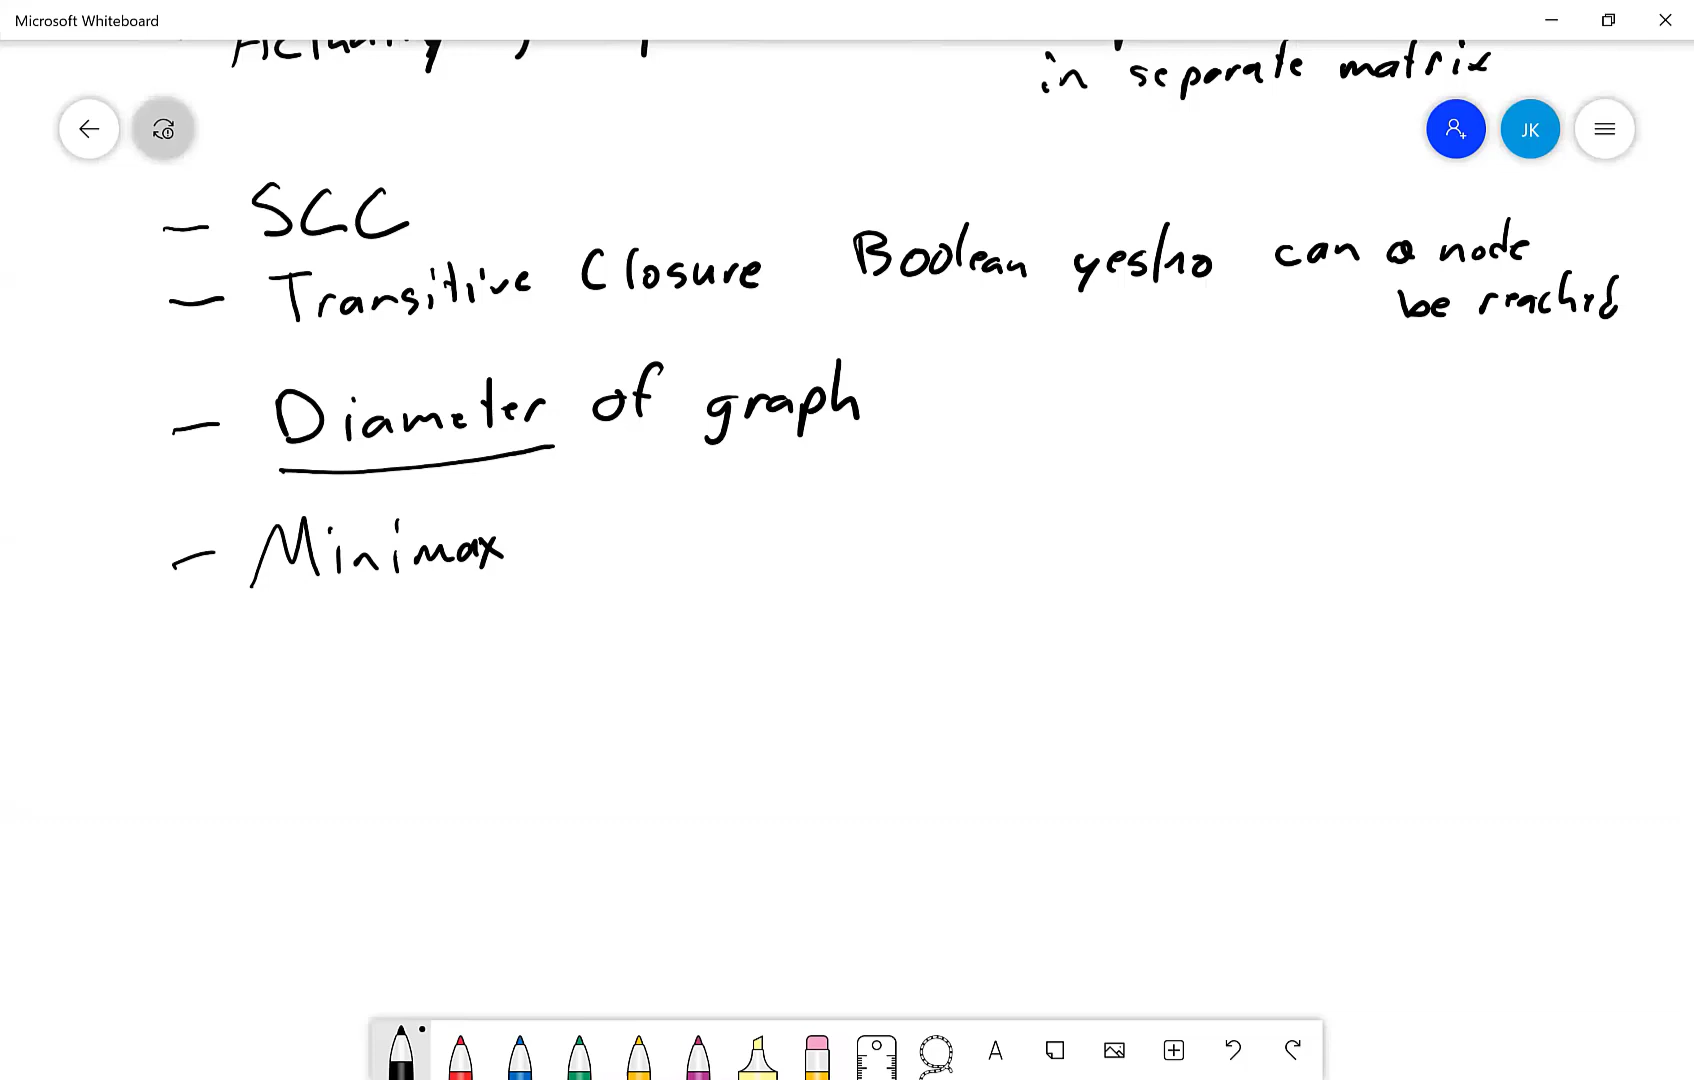 Microsoft Whiteboard
in separate matrix
JK
- SCC
- Transitive Closure Boolean yes/no can a node
be reached
- Diameter of graph
- Minimax
A